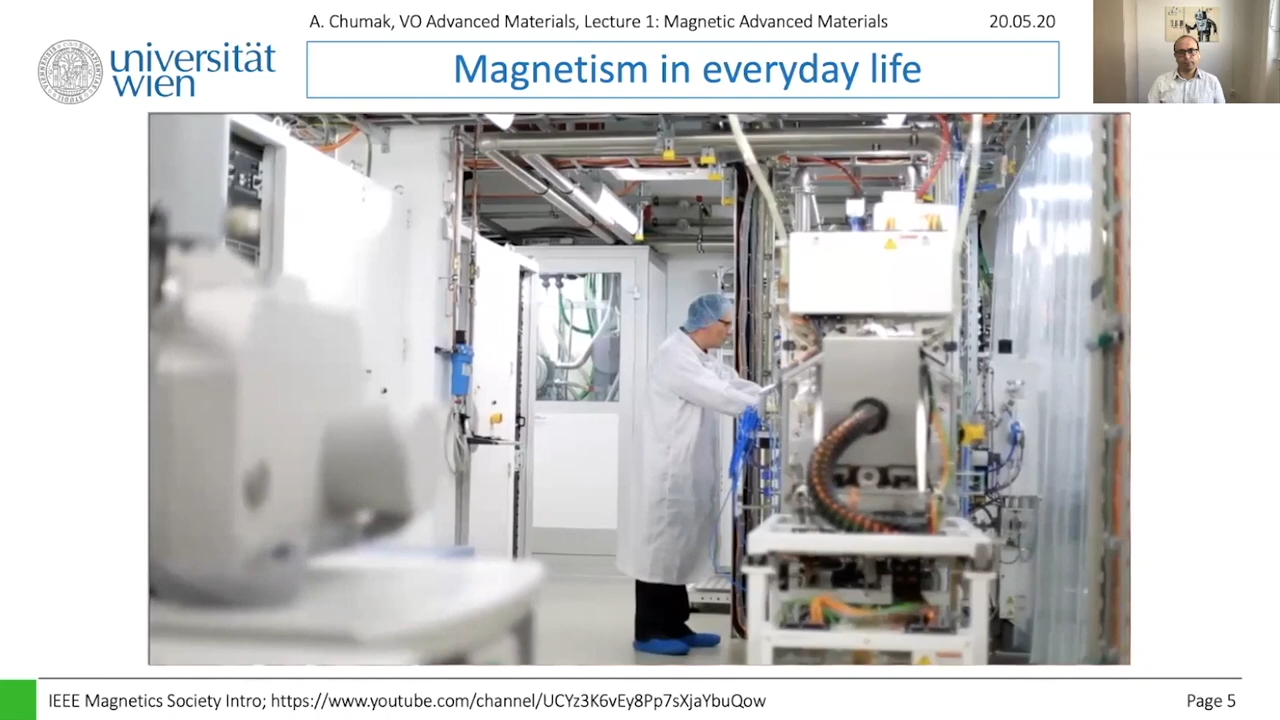 A. Chumak, VO Advanced Materials, Lecture 1: Magnetic Advanced Materials 20.05.20
universität
wien
Magnetism in everyday life
IEEE Magnetics Society Intro; https://www.youtube.com/channel/UCYz3K6vEy8Pp7sXjaYbuQow Page 5